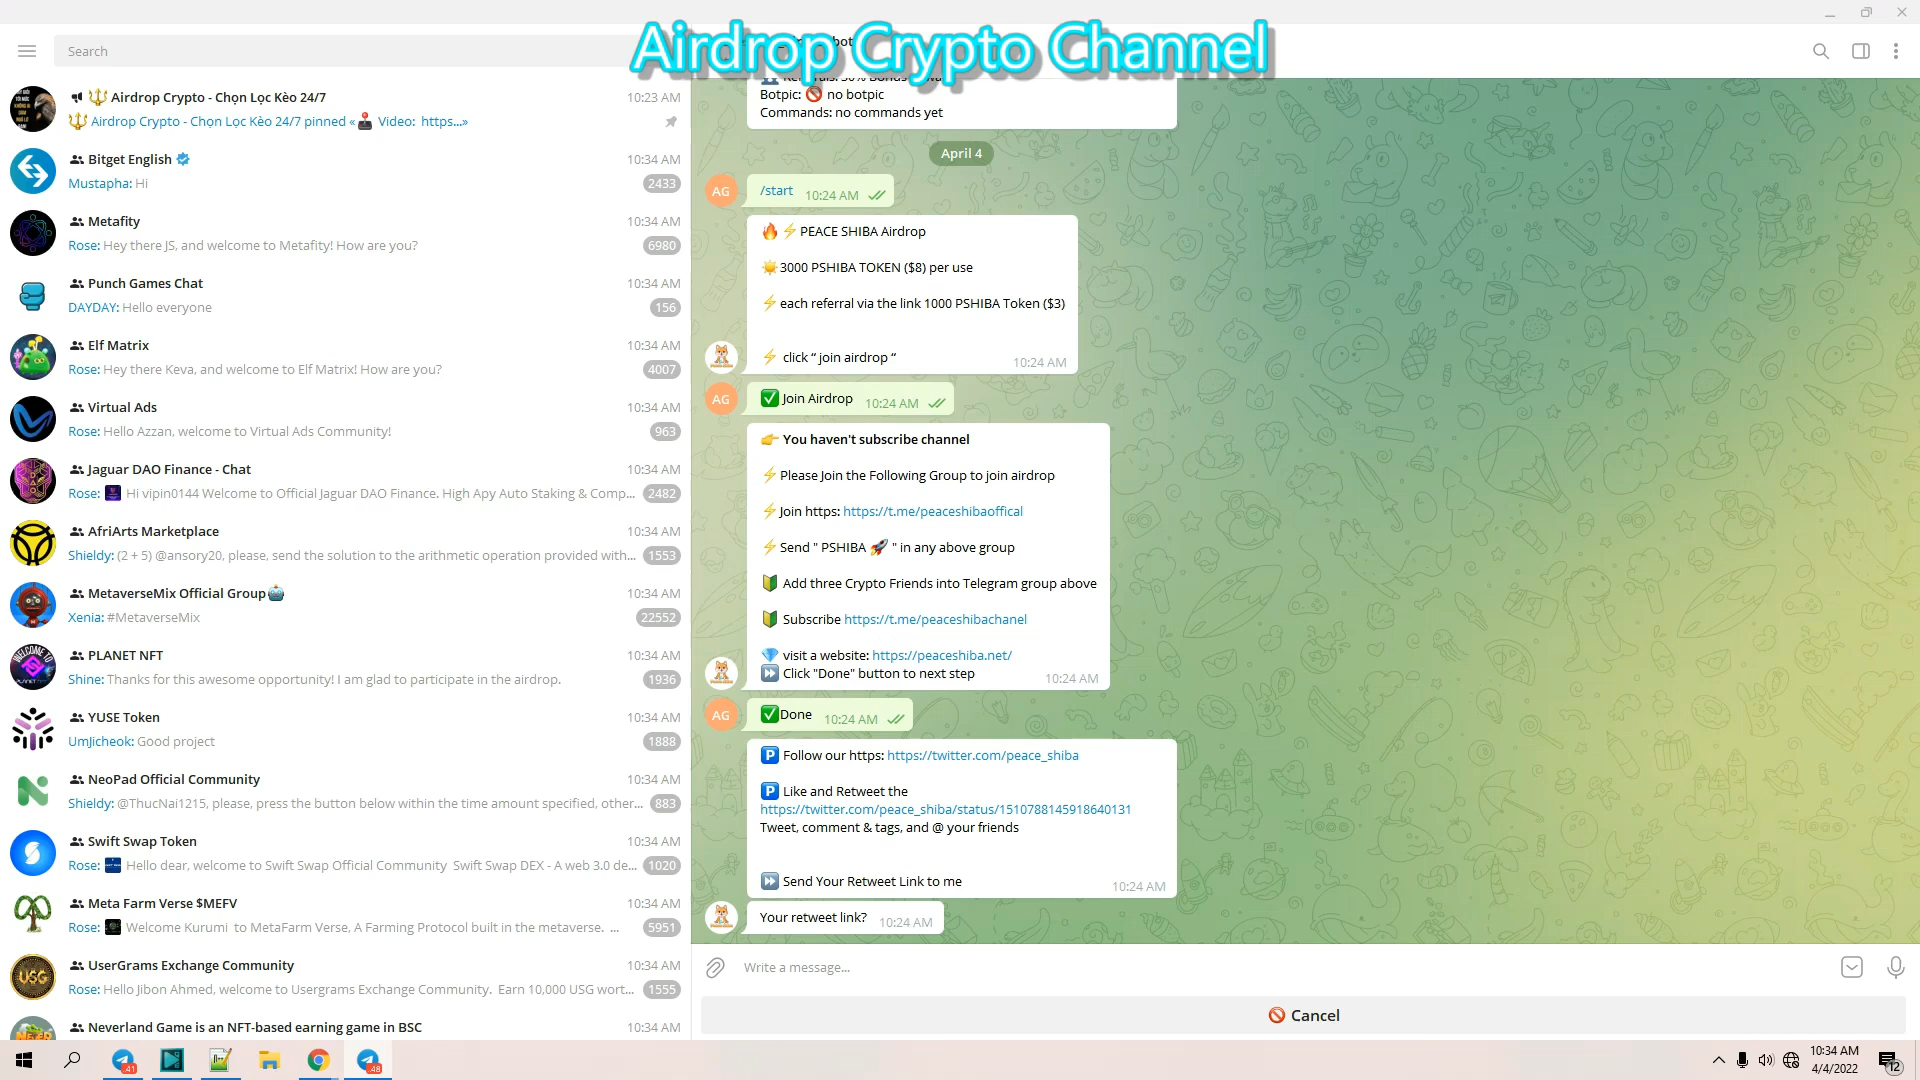 Airdrop Crypto Channel
Search
Airdrop Crypto - Chọn Lọc Kèo 24/7
10:23 AM
Airdrop Crypto - Chọn Lọc Kèo 24/7 pinned « Video: https...»
Bitget English
10:34 AM
Mustapha: Hi
2433
Metafity
10:34 AM
Rose: Hey there JS, and welcome to Metafity! How are you?
6980
Punch Games Chat
10:34 AM
DAYDAY: Hello everyone
156
Elf Matrix
10:34 AM
Rose: Hey there Keva, and welcome to Elf Matrix! How are you?
4007
Virtual Ads
10:34 AM
Rose: Hello Azzan, welcome to Virtual Ads Community!
963
Jaguar DAO Finance - Chat
10:34 AM
Rose: Hi vipin0144 Welcome to Official Jaguar DAO Finance. High Apy Auto Staking & Comp...
2482
AfriArts Marketplace
10:34 AM
Shieldy: (2 + 5) @ansory20, please, send the solution to the arithmetic operation provided with...
1553
MetaverseMix Official Group
10:34 AM
Xenia: #MetaverseMix
22552
PLANET NFT
10:34 AM
Shine: Thanks for this awesome opportunity! I am glad to participate in the airdrop.
1936
YUSE Token
10:34 AM
UmJicheok: Good project
1888
NeoPad Official Community
10:34 AM
Shieldy: @ThucNai1215, please, press the button below within the time amount specified, other...
883
Swift Swap Token
10:34 AM
Rose: Hello dear, welcome to Swift Swap Official Community Swift Swap DEX - A web 3.0 de...
1020
Meta Farm Verse $MEFV
10:34 AM
Rose: Welcome Kurumi to MetaFarm Verse, A Farming Protocol built in the metaverse. ...
5951
UserGrams Exchange Community
10:34 AM
Rose: Hello Jibon Ahmed, welcome to Usergrams Exchange Community. Earn 10,000 USG wort...
1555
Neverland Game is an NFT-based earning game in BSC
10:34 AM
Botpic: 🚫 no botpic
Commands: no commands yet
April 4
AG
/start 10:24 AM
🔥⚡PEACE SHIBA Airdrop
3000 PSHIBA TOKEN ($8) per use
⚡each referral via the link 1000 PSHIBA Token ($3)
⚡ click “ join airdrop “
10:24 AM
AG
✅Join Airdrop 10:24 AM
👉 You haven't subscribe channel
⚡Please Join the Following Group to join airdrop
⚡Join https: https://t.me/peaceshibaoffical
⚡Send " PSHIBA 🚀 " in any above group
🔰 Add three Crypto Friends into Telegram group above
🔰 Subscribe https://t.me/peaceshibachanel
💎 visit a website: https://peaceshiba.net/
⏩ Click "Done" button to next step
10:24 AM
AG
✅Done 10:24 AM
🅿 Follow our https: https://twitter.com/peace_shiba
🅿 Like and Retweet the
https://twitter.com/peace_shiba/status/1510788145918640131
Tweet, comment & tags, and @ your friends
⏩ Send Your Retweet Link to me
10:24 AM
Your retweet link? 10:24 AM
Write a message...
🚫 Cancel
10:34 AM
4/4/2022
12
41
48